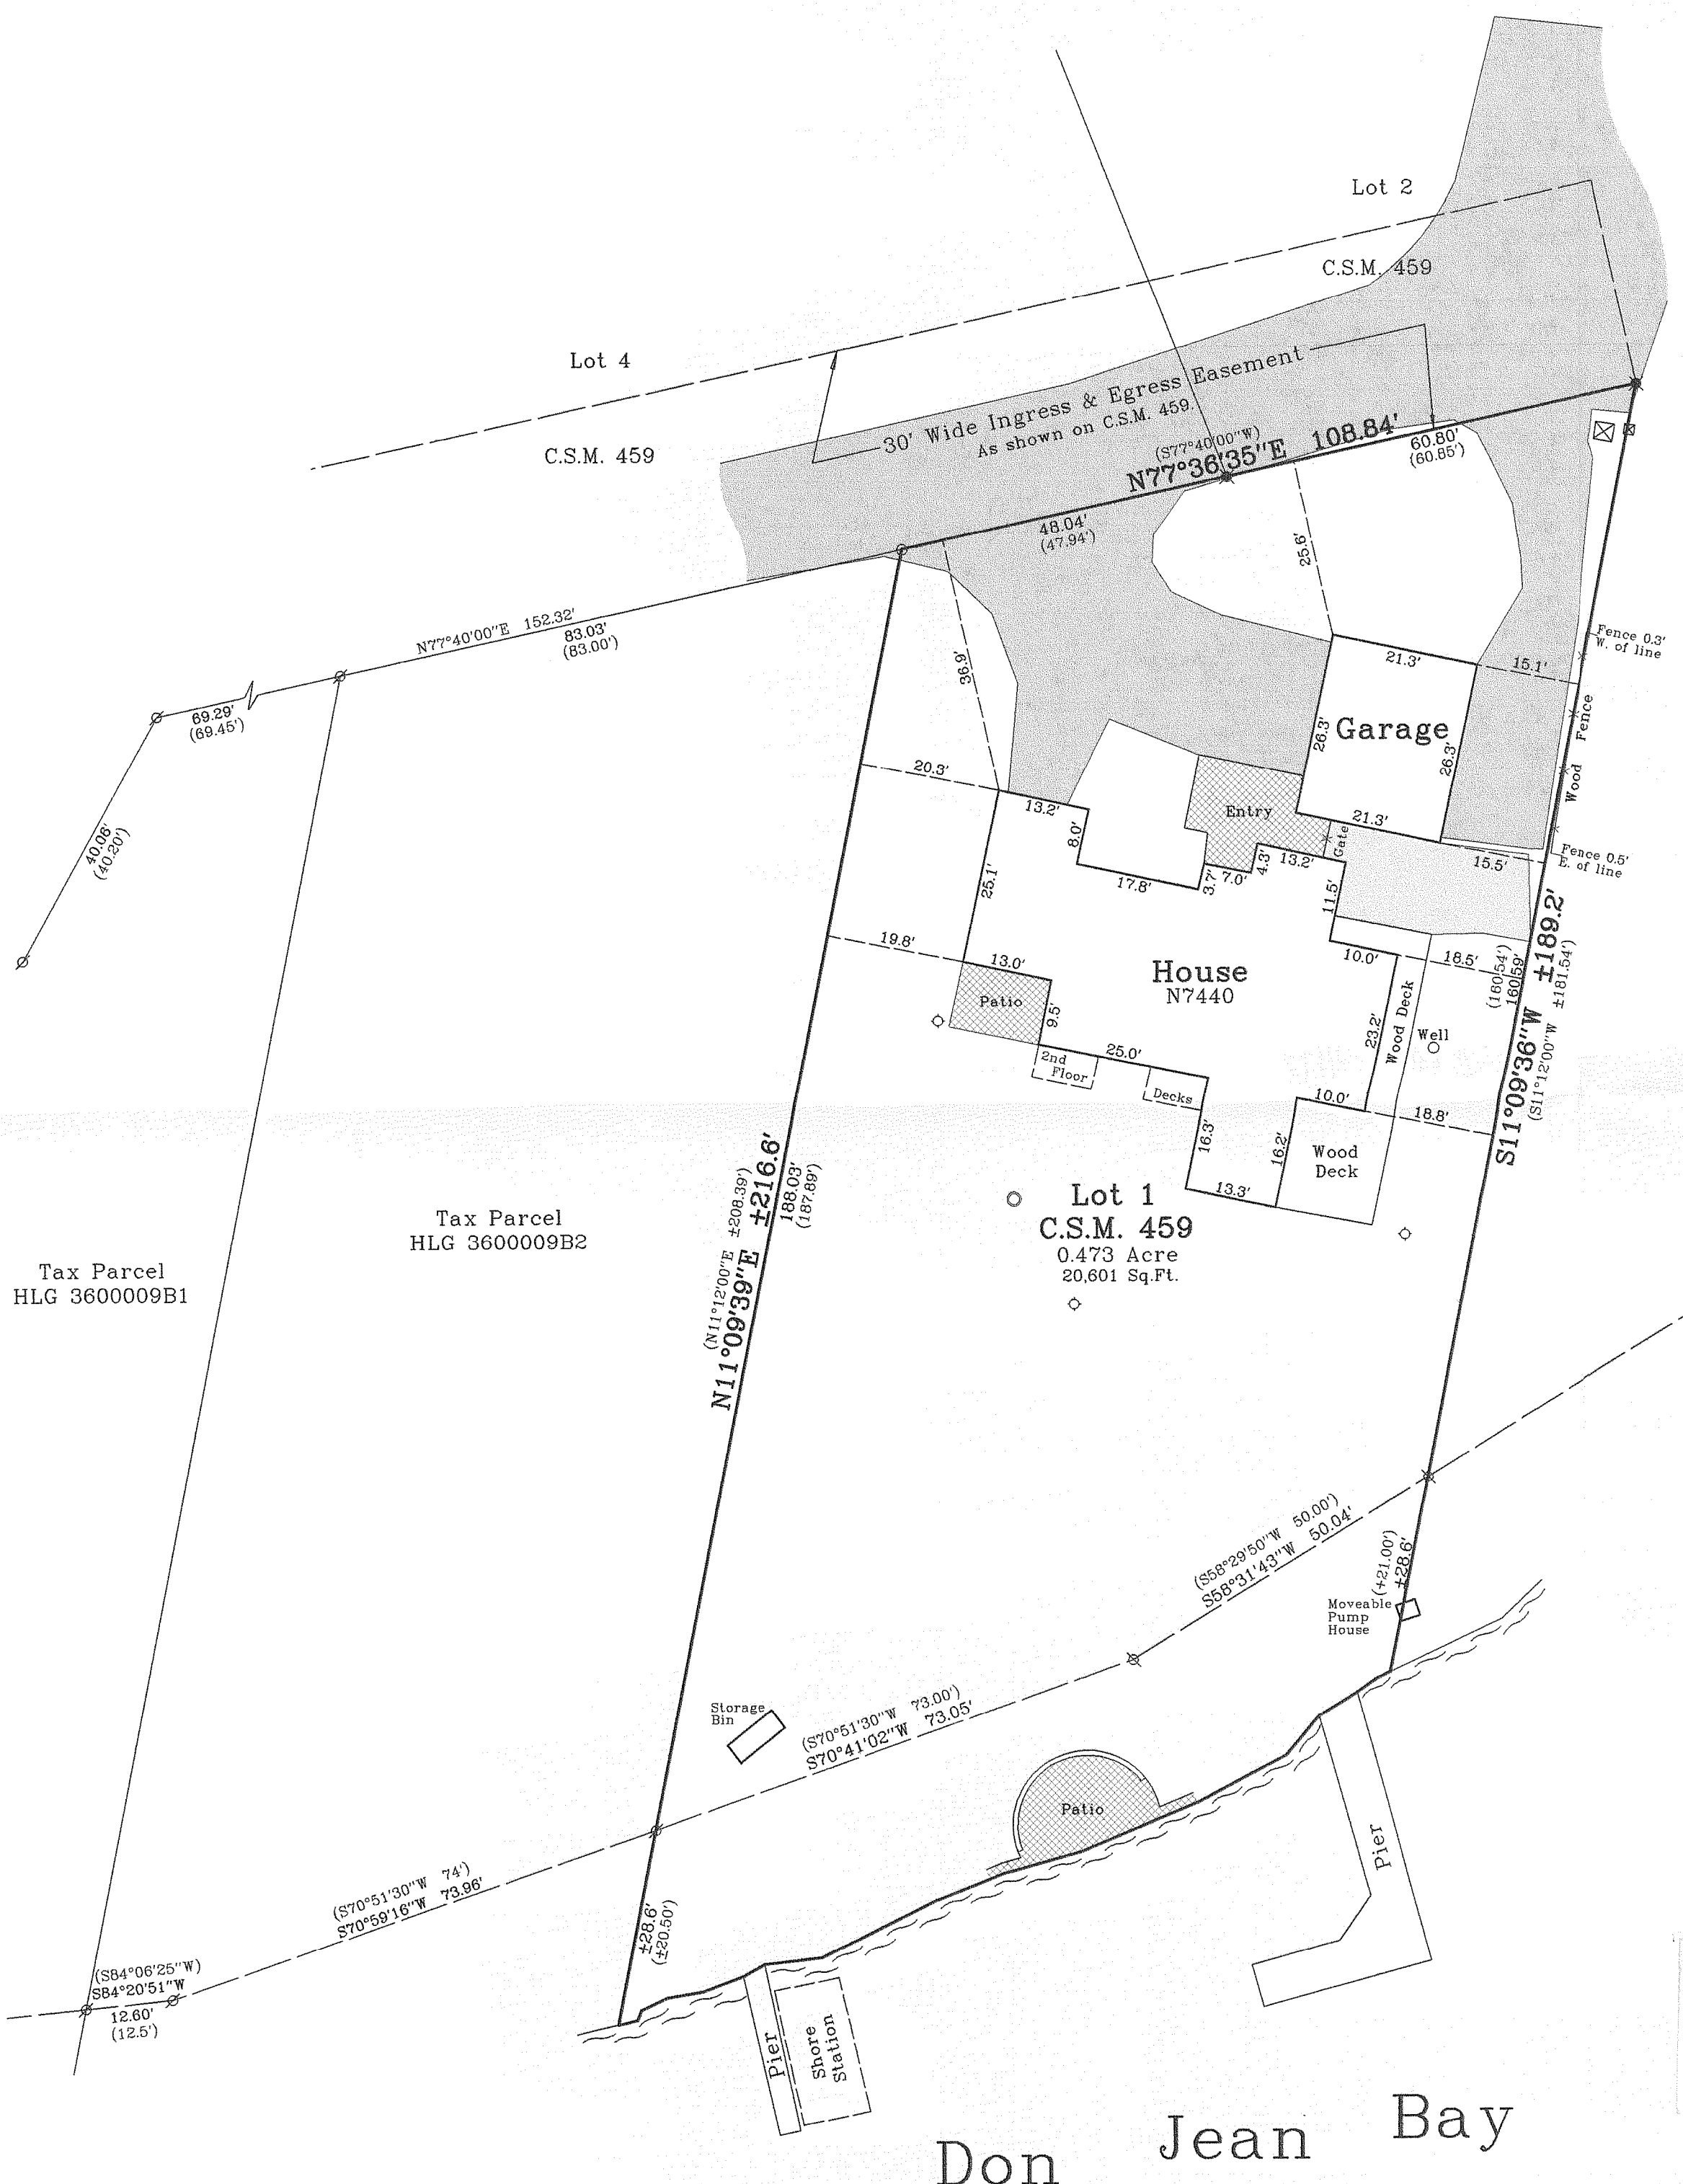 Lot 2
C.S.M. 459
Lot 4
C.S.M. 459
30' Wide Ingress & Egress Easement
As shown on C.S.M. 459.
(S77°40'00"W)
N77°36'35"E 108.84'
60.80'
(60.85')
48.04'
(47.94')
25.6'
N77°40'00"E 152.32'
83.03'
(83.00')
69.29'
(69.45')
40.06'
(40.20')
36.9'
Fence 0.3'
W. of line
21.3'
15.1'
Garage
26.3'
26.3'
Wood Fence
20.3'
13.2'
8.0'
Entry
21.3'
Gate
Fence 0.5'
E. of line
15.5'
17.8'
3.7'
7.0'
4.3'
13.2'
11.5'
25.1'
19.8'
13.0'
Patio
9.5'
House
N7440
10.0'
18.5'
(160.54')
160.59'
S11°09'36"W ±189.2'
(S11°12'00"W ±181.54')
23.2'
Wood Deck
Well
25.0'
2nd
Floor
Decks
10.0'
18.8'
16.3'
16.2'
Wood
Deck
13.3'
(N11°12'00"E ±208.39')
N11°09'39"E ±216.6'
188.03'
(187.89')
Lot 1
C.S.M. 459
0.473 Acre
20,601 Sq.Ft.
Tax Parcel
HLG 3600009B2
Tax Parcel
HLG 3600009B1
(S58°29'50"W 50.00')
S58°31'43"W 50.04'
(±21.00')
±28.6'
Moveable
Pump
House
Storage
Bin
(S70°51'30"W 73.00')
S70°41'02"W 73.05'
Patio
Pier
(S70°51'30"W 74')
S70°59'16"W 73.96'
±28.6'
(±20.50')
(S84°06'25"W)
S84°20'51"W
12.60'
(12.5')
Pier
Shore
Station
Don Jean Bay